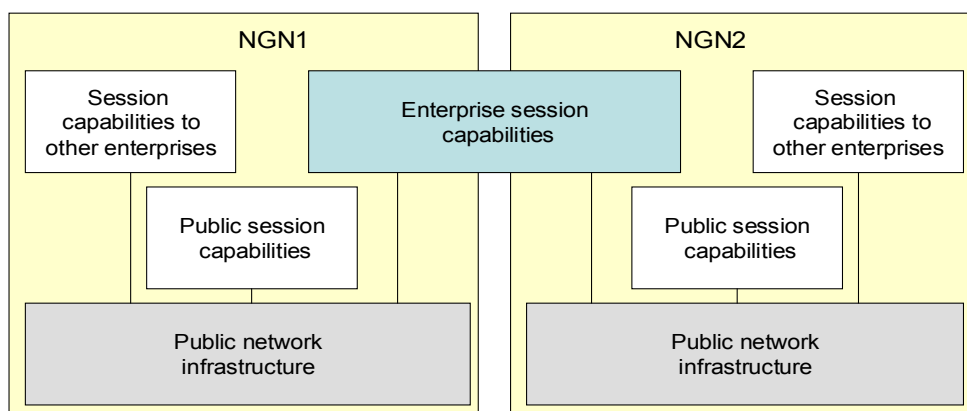 NGN1
NGN2
Session
capabilities to
other enterprises
Enterprise session
capabilities
Session
capabilities to
other enterprises
Public session
capabilities
Public session
capabilities
Public network
infrastructure
Public network
infrastructure